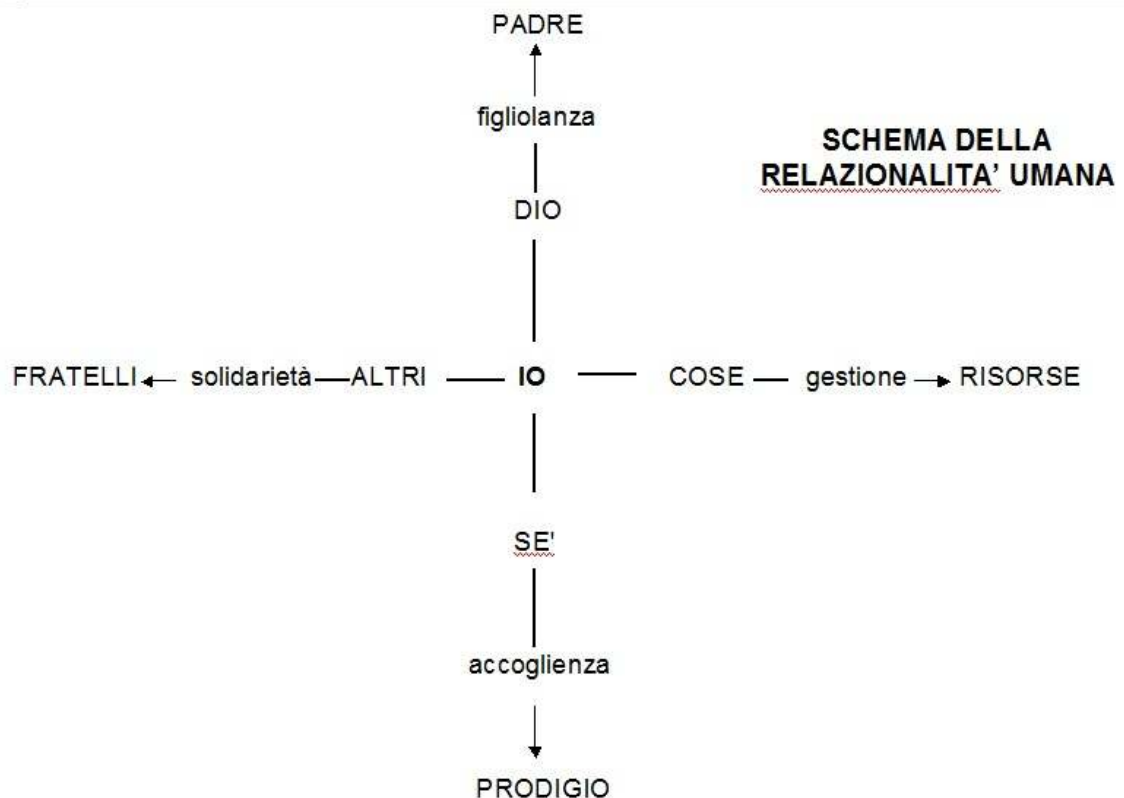 PADRE
figliolanza
SCHEMA DELLA
RELAZIONALITA' UMANA
DIO
FRATELLI solidarietà ALTRI IO COSE gestione RISORSE
SE'
accoglienza
PRODIGIO